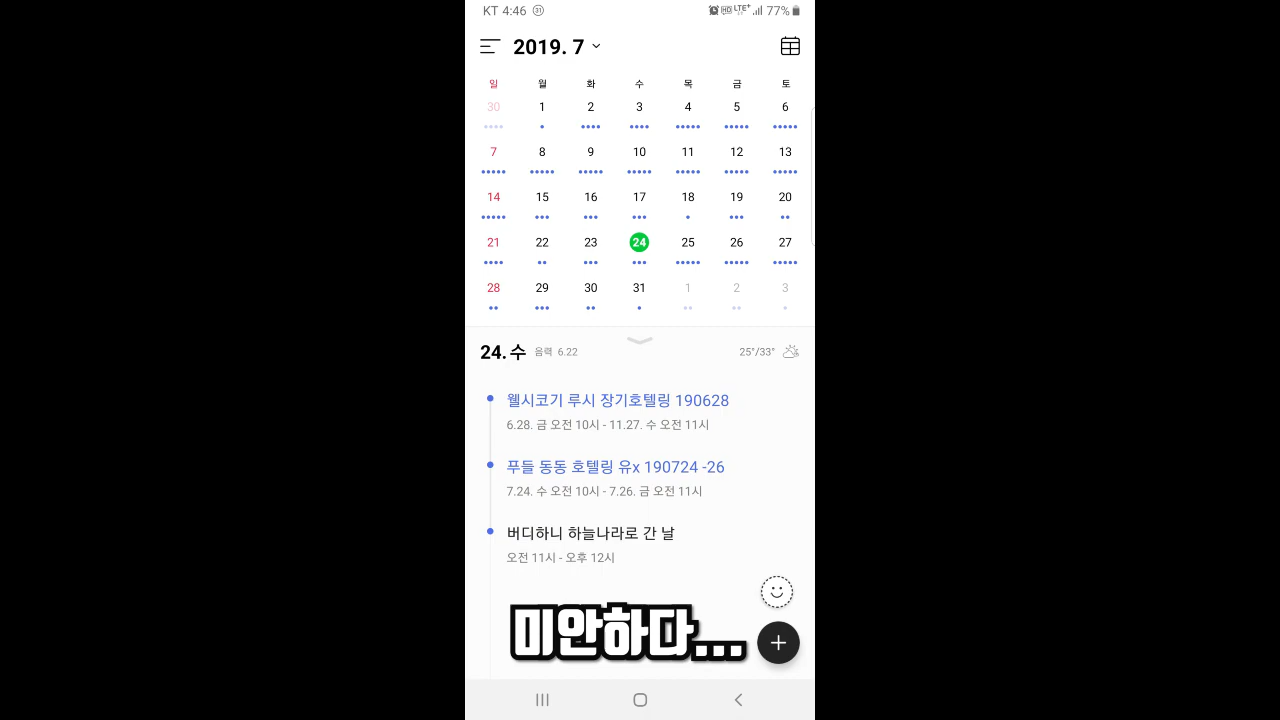 KT 4:46 31 HD LTE+ 77%
2019. 7
일 월 화 수 목 금 토
30 1 2 3 4 5 6
7 8 9 10 11 12 13
14 15 16 17 18 19 20
21 22 23 24 25 26 27
28 29 30 31 1 2 3
24. 수 음력 6.22 25°/33°
웰시코기 루시 장기호텔링 190628
6.28. 금 오전 10시 - 11.27. 수 오전 11시
푸들 동동 호텔링 유x 190724 -26
7.24. 수 오전 10시 - 7.26. 금 오전 11시
버디하니 하늘나라로 간 날
오전 11시 - 오후 12시
미안하다...